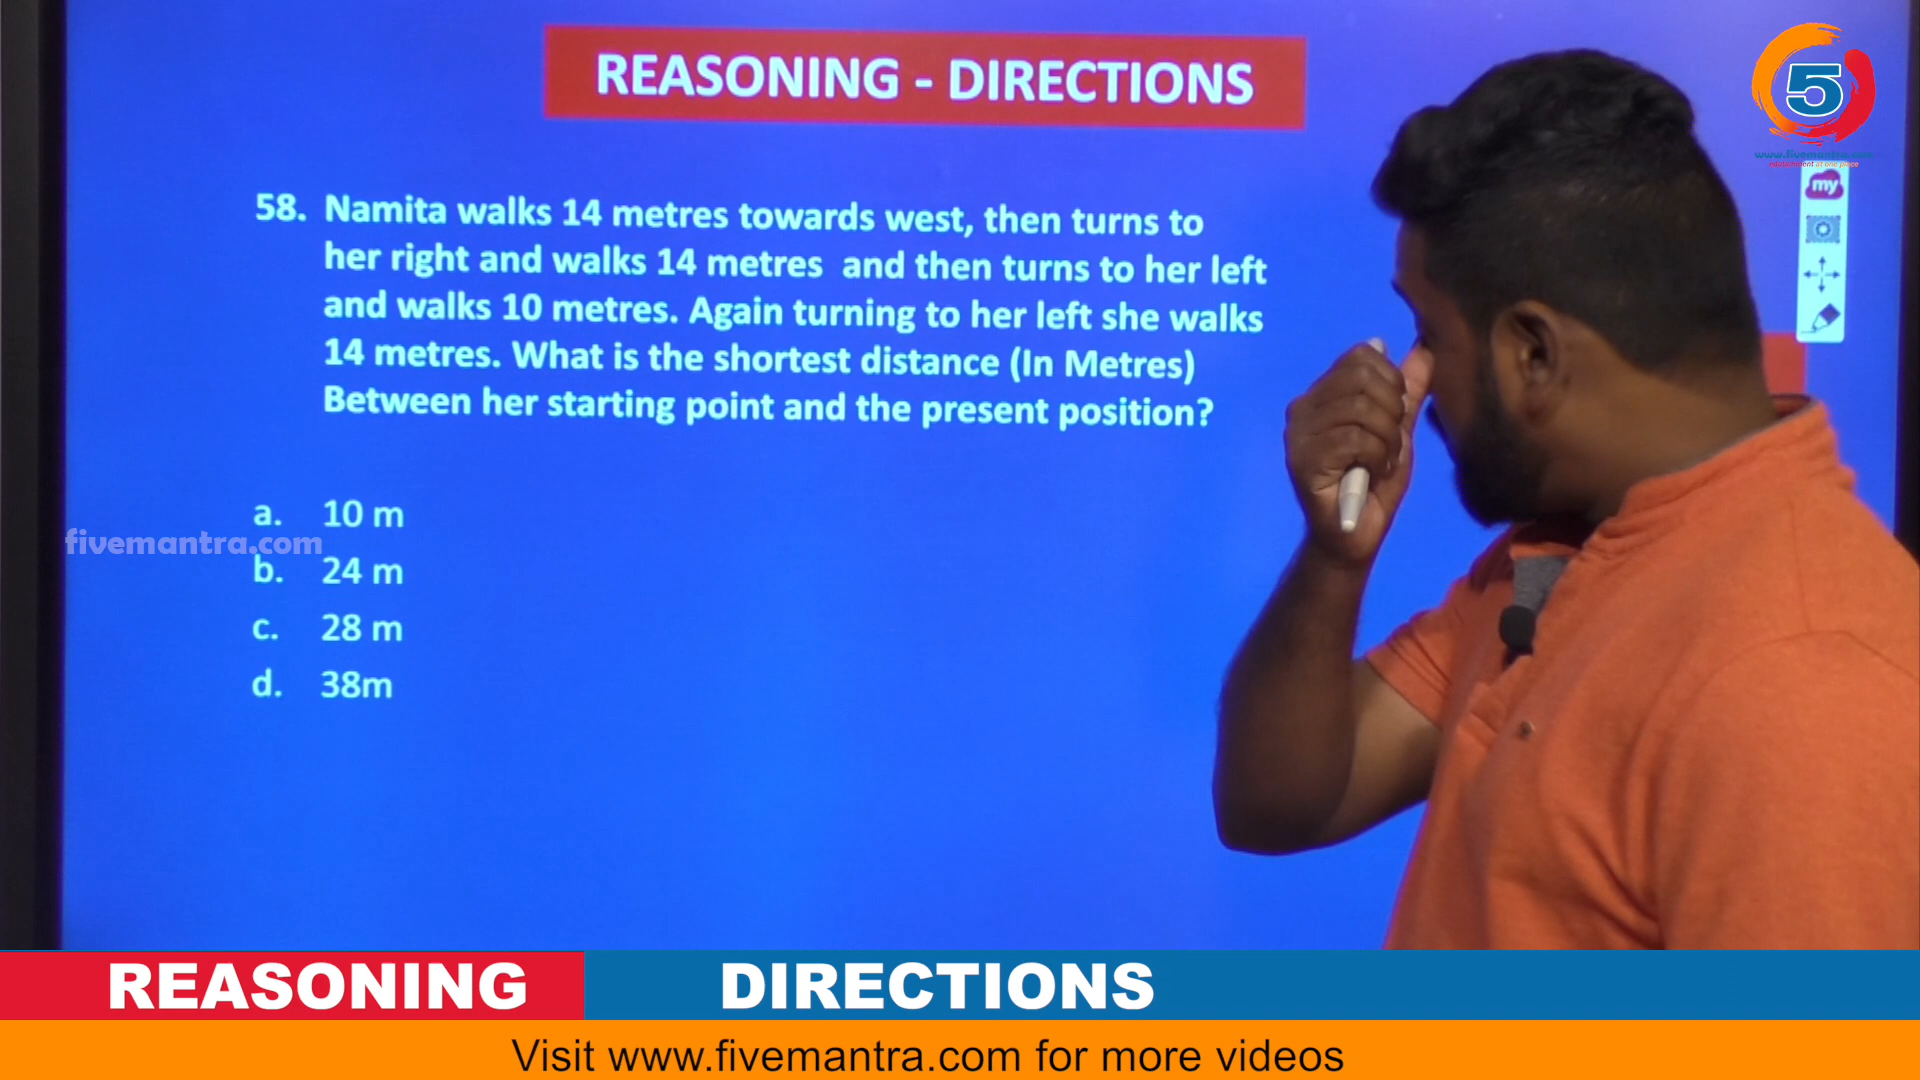 REASONING - DIRECTIONS
5
www.fivemantra.com
my
58. Namita walks 14 metres towards west, then turns to
her right and walks 14 metres and then turns to her left
and walks 10 metres. Again turning to her left she walks
14 metres. What is the shortest distance (In Metres)
Between her starting point and the present position?
a. 10 m
fivemantra.com
b. 24 m
c. 28 m
d. 38m
REASONING DIRECTIONS
Visit www.fivemantra.com for more videos